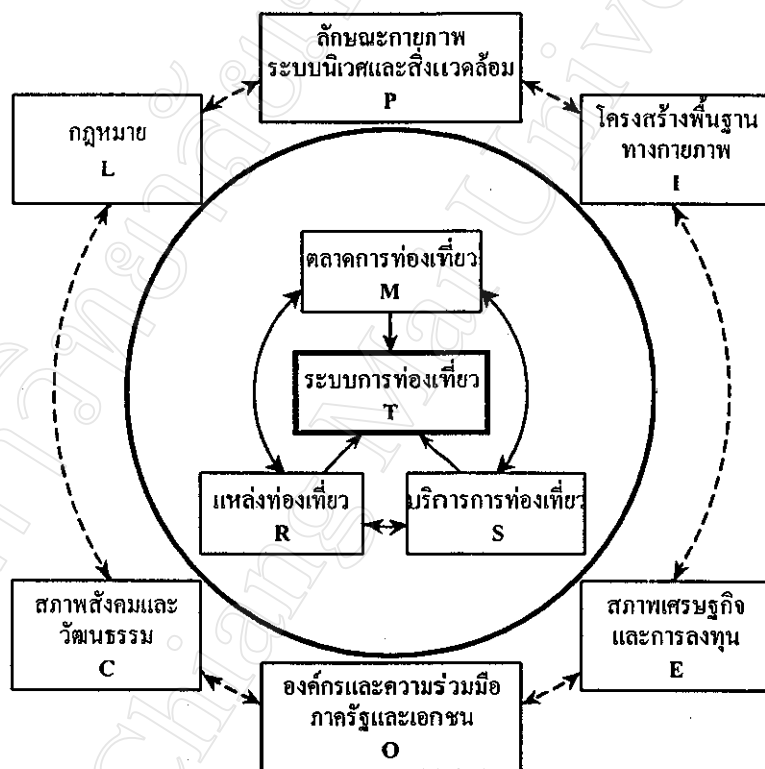 ลักษณะกายภาพ
ระบบนิเวศและสิ่งแวดล้อม
P
กฎหมาย
L
โครงสร้างพื้นฐาน
ทางกายภาพ
I
ตลาดการท่องเที่ยว
M
ระบบการท่องเที่ยว
T
แหล่งท่องเที่ยว
R
บริการการท่องเที่ยว
S
สภาพสังคมและ
วัฒนธรรม
C
สภาพเศรษฐกิจ
และการลงทุน
E
องค์กรและความร่วมมือ
ภาครัฐและเอกชน
O
Chiang Mai Univ